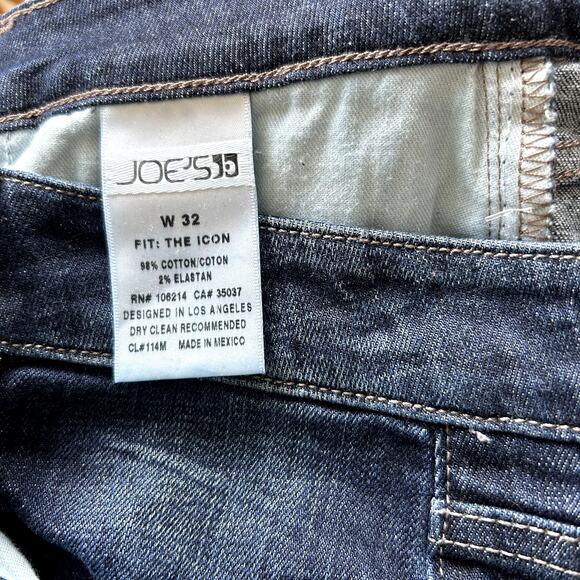 JOE'S
W 32
FIT: THE ICON
98% COTTON/COTON
2% ELASTAN
RN# 106214 CA# 35037
DESIGNED IN LOS ANGELES
DRY CLEAN RECOMMENDED
CL#114M MADE IN MEXICO